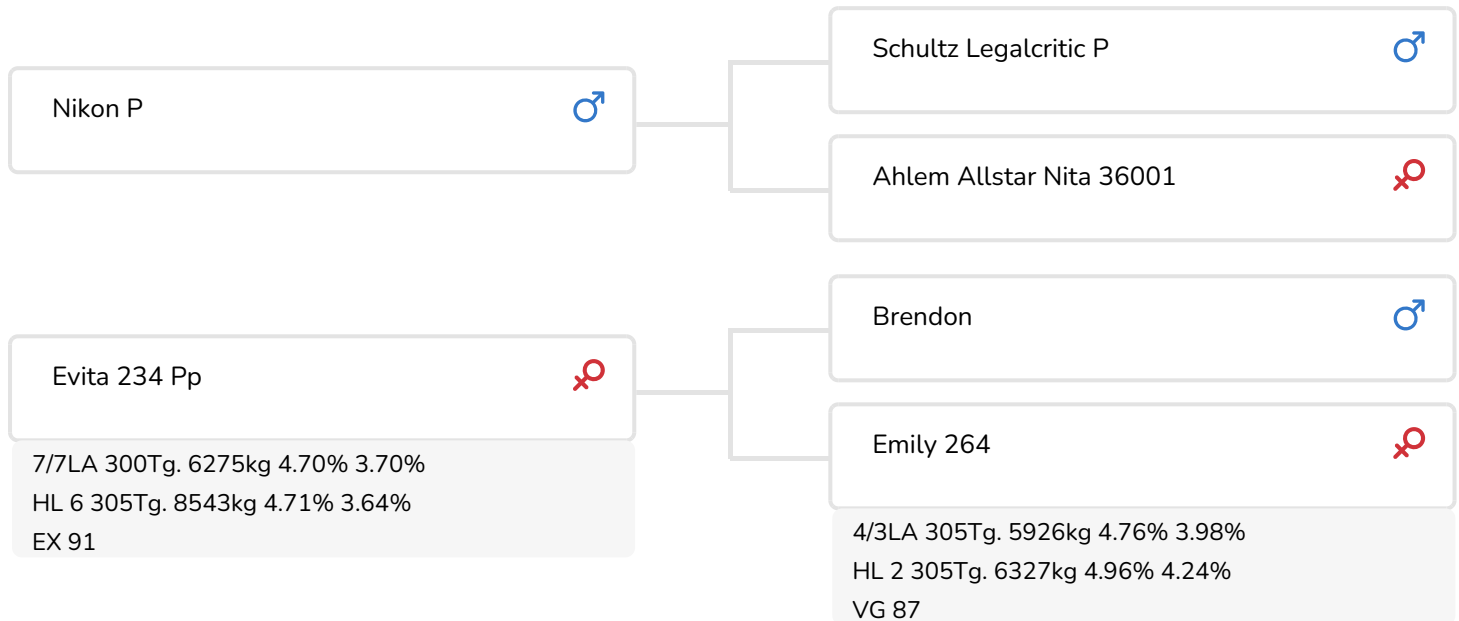 Nikon P
Schultz Legalcritic P
Ahlem Allstar Nita 36001
Evita 234 Pp
7/7LA 300Tg. 6275kg 4.70% 3.70%
HL 6 305Tg. 8543kg 4.71% 3.64%
EX 91
Brendon
Emily 264
4/3LA 305Tg. 5926kg 4.76% 3.98%
HL 2 305Tg. 6327kg 4.96% 4.24%
VG 87